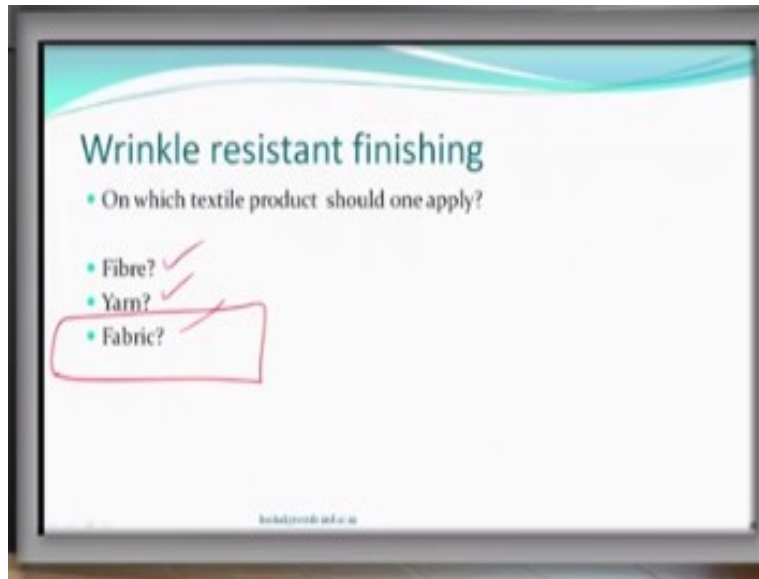 Wrinkle resistant finishing
• On which textile product should one apply?
• Fibre?
• Yarn?
• Fabric?